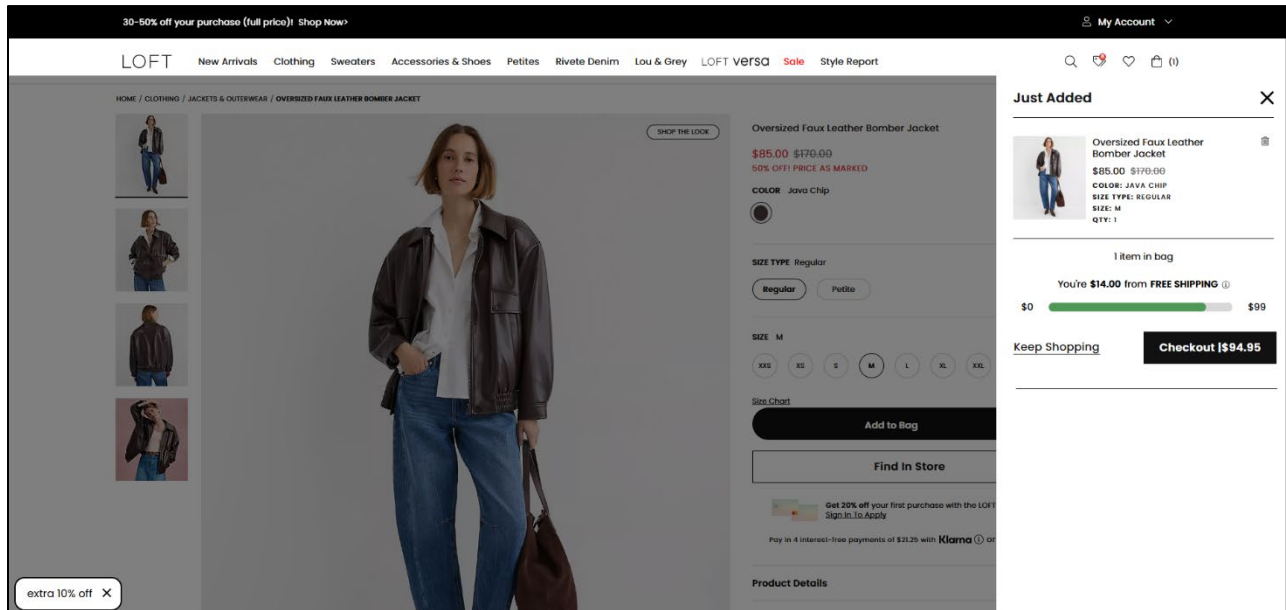 30-50% off your purchase (full price)! Shop Now>
My Account
LOFT New Arrivals Clothing Sweaters Accessories & Shoes Petites Rivete Denim Lou & Grey LOFT versa Sale Style Report
(1)
HOME / CLOTHING / JACKETS & OUTERWEAR / OVERSIZED FAUX LEATHER BOMBER JACKET
SHOP THE LOOK
Oversized Faux Leather Bomber Jacket
$85.00 $170.00
50% OFF! PRICE AS MARKED
COLOR Java Chip
SIZE TYPE Regular
Regular Petite
SIZE M
XXS XS S M L XL XXL
Size Chart
Add to Bag
Find In Store
Get 20% off your first purchase with the LOFT
Sign In To Apply
Pay in 4 interest-free payments of $21.25 with Klarna or
Product Details
Just Added
Oversized Faux Leather
Bomber Jacket
$85.00 $170.00
COLOR: JAVA CHIP
SIZE TYPE: REGULAR
SIZE: M
QTY: 1
1 item in bag
You're $14.00 from FREE SHIPPING
$0 $99
Keep Shopping
Checkout |$94.95
extra 10% off